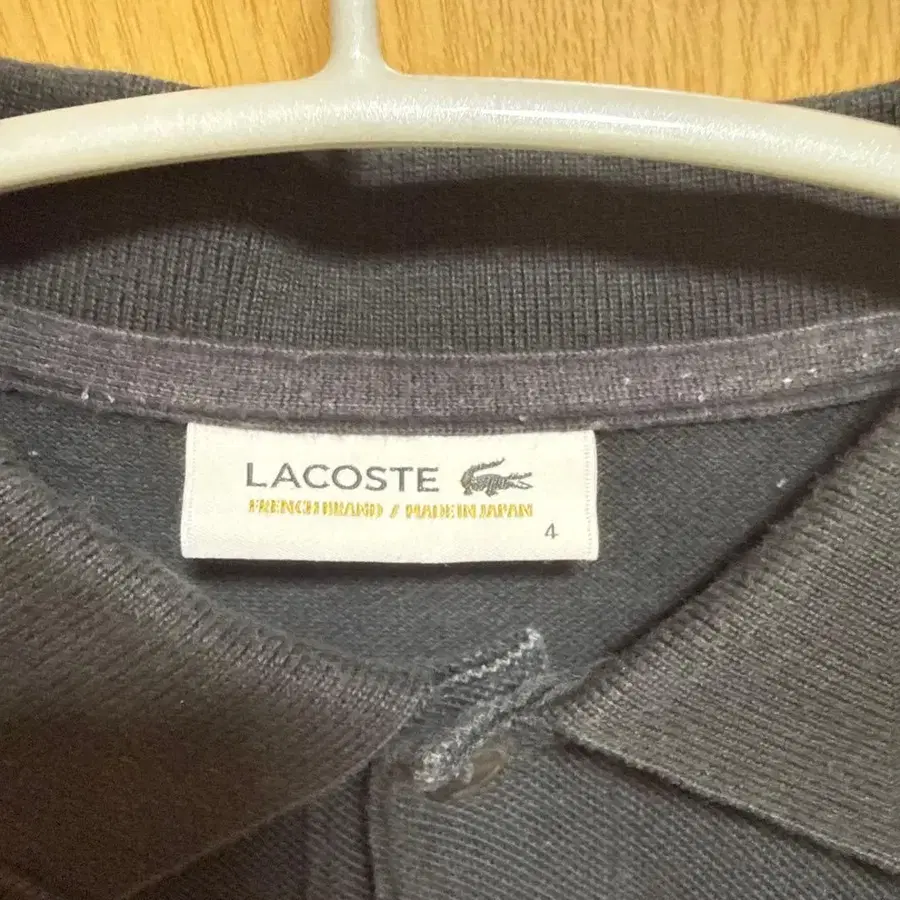 LACOSTE
FRENCH BRAND / MADE IN JAPAN
4